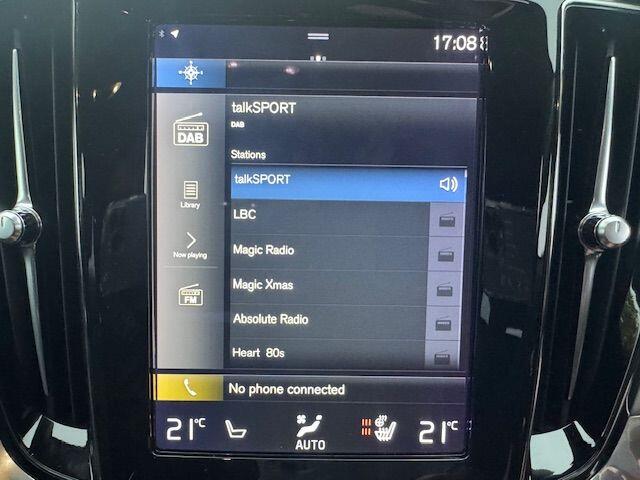 17:08
talkSPORT
DAB
DAB
Stations
talkSPORT
Library
LBC
Now playing
Magic Radio
Magic Xmas
FM
Absolute Radio
Heart 80s
No phone connected
21°C
AUTO
21°C